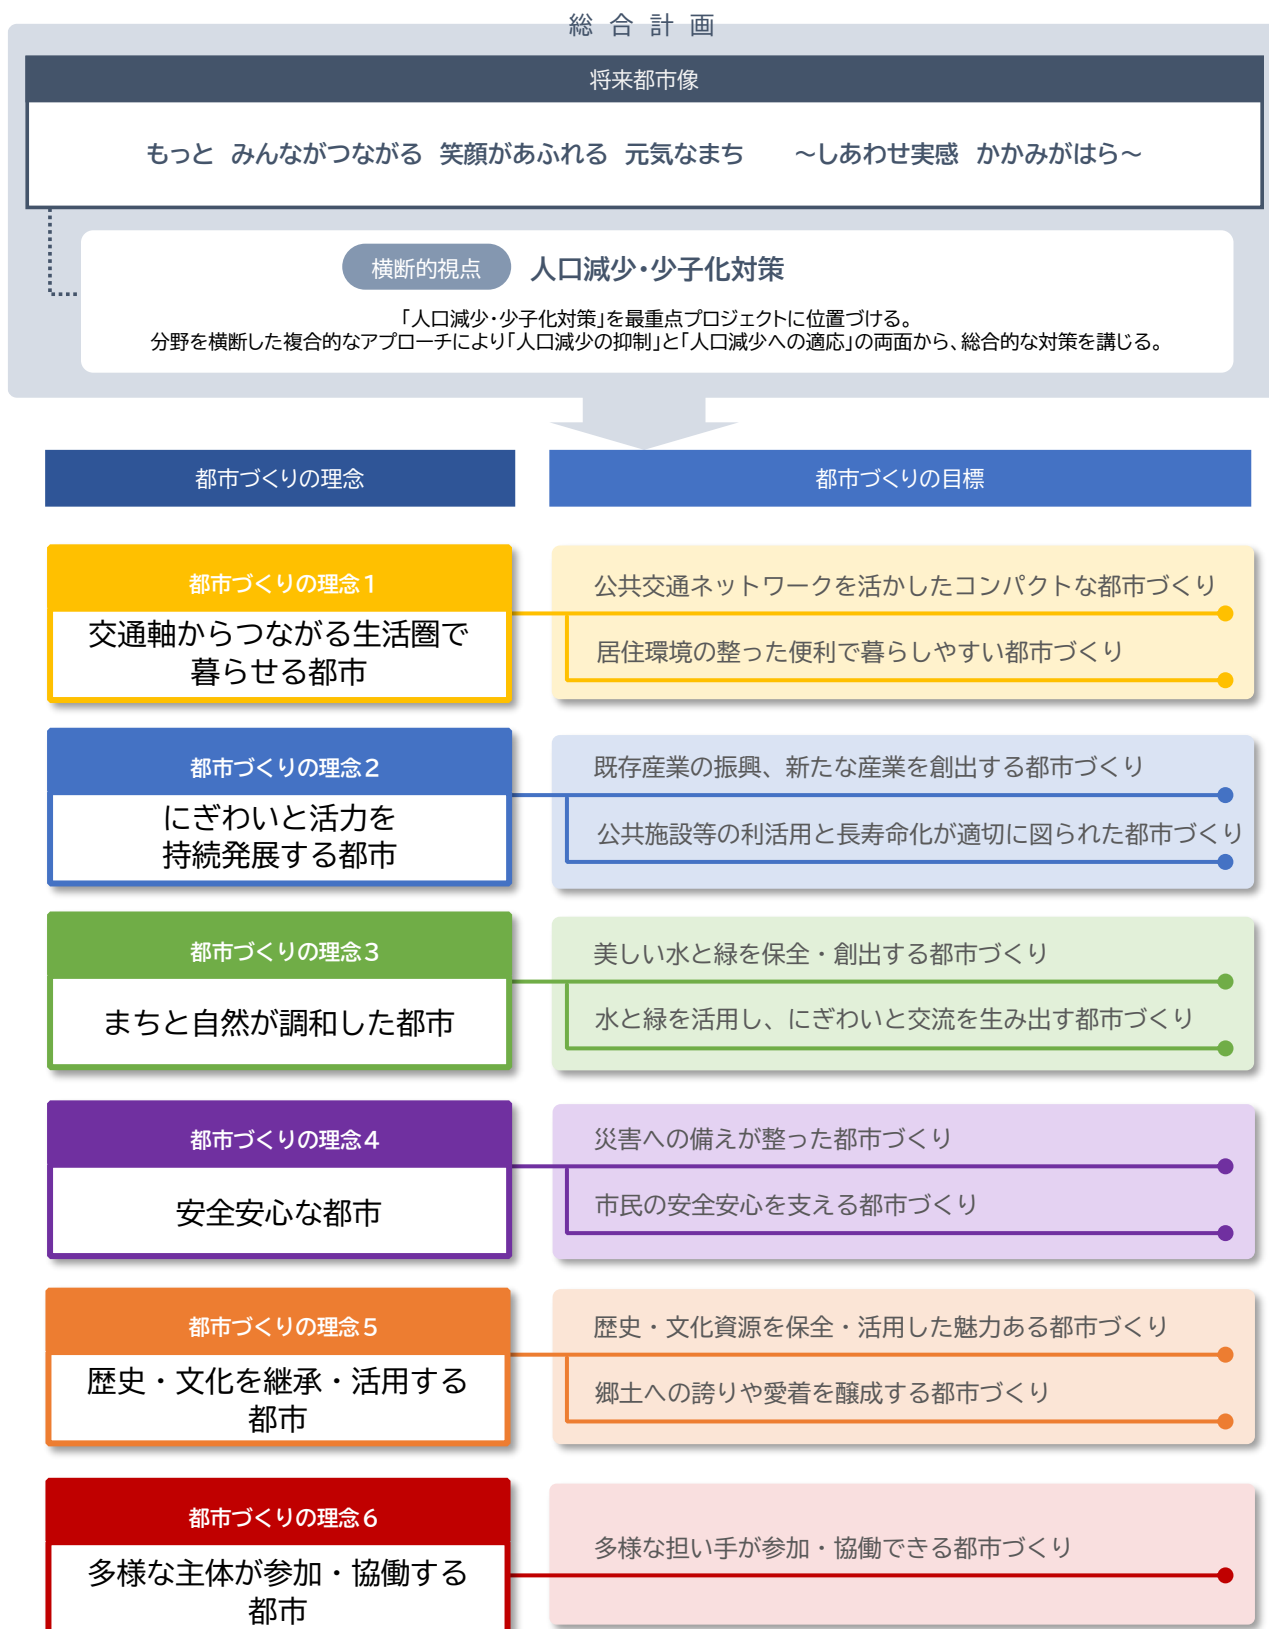 総合計画
将来都市像
もっと みんながつながる 笑顔があふれる 元気なまち ～しあわせ実感 かかみがはら～
横断的視点 人口減少・少子化対策
「人口減少・少子化対策」を最重点プロジェクトに位置づける。
分野を横断した複合的なアプローチにより「人口減少の抑制」と「人口減少への適応」の両面から、総合的な対策を講じる。
都市づくりの理念
都市づくりの目標
都市づくりの理念1
交通軸からつながる生活圏で
暮らせる都市
公共交通ネットワークを活かしたコンパクトな都市づくり
居住環境の整った便利で暮らしやすい都市づくり
都市づくりの理念2
にぎわいと活力を
持続発展する都市
既存産業の振興、新たな産業を創出する都市づくり
公共施設等の利活用と長寿命化が適切に図られた都市づくり
都市づくりの理念3
まちと自然が調和した都市
美しい水と緑を保全・創出する都市づくり
水と緑を活用し、にぎわいと交流を生み出す都市づくり
都市づくりの理念4
安全安心な都市
災害への備えが整った都市づくり
市民の安全安心を支える都市づくり
都市づくりの理念5
歴史・文化を継承・活用する
都市
歴史・文化資源を保全・活用した魅力ある都市づくり
郷土への誇りや愛着を醸成する都市づくり
都市づくりの理念6
多様な主体が参加・協働する
都市
多様な担い手が参加・協働できる都市づくり